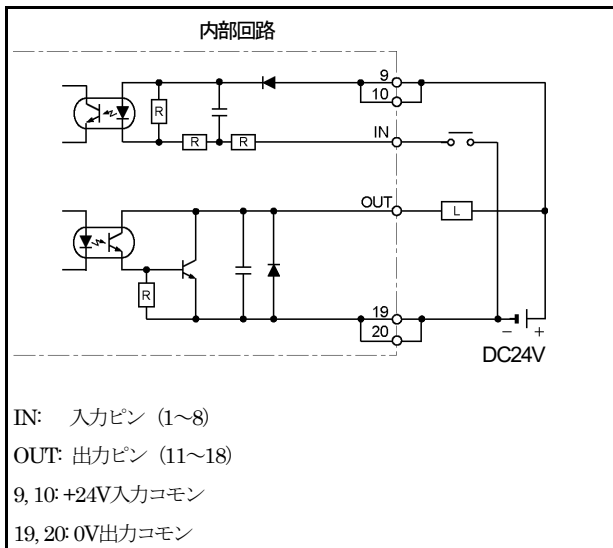 内部回路
9
10
R
IN
R
R
OUT
L
R
19
20
− +
DC24V
IN: 入力ピン（1～8）
OUT: 出力ピン（11～18）
9, 10: +24V入力コモン
19, 20: 0V出力コモン